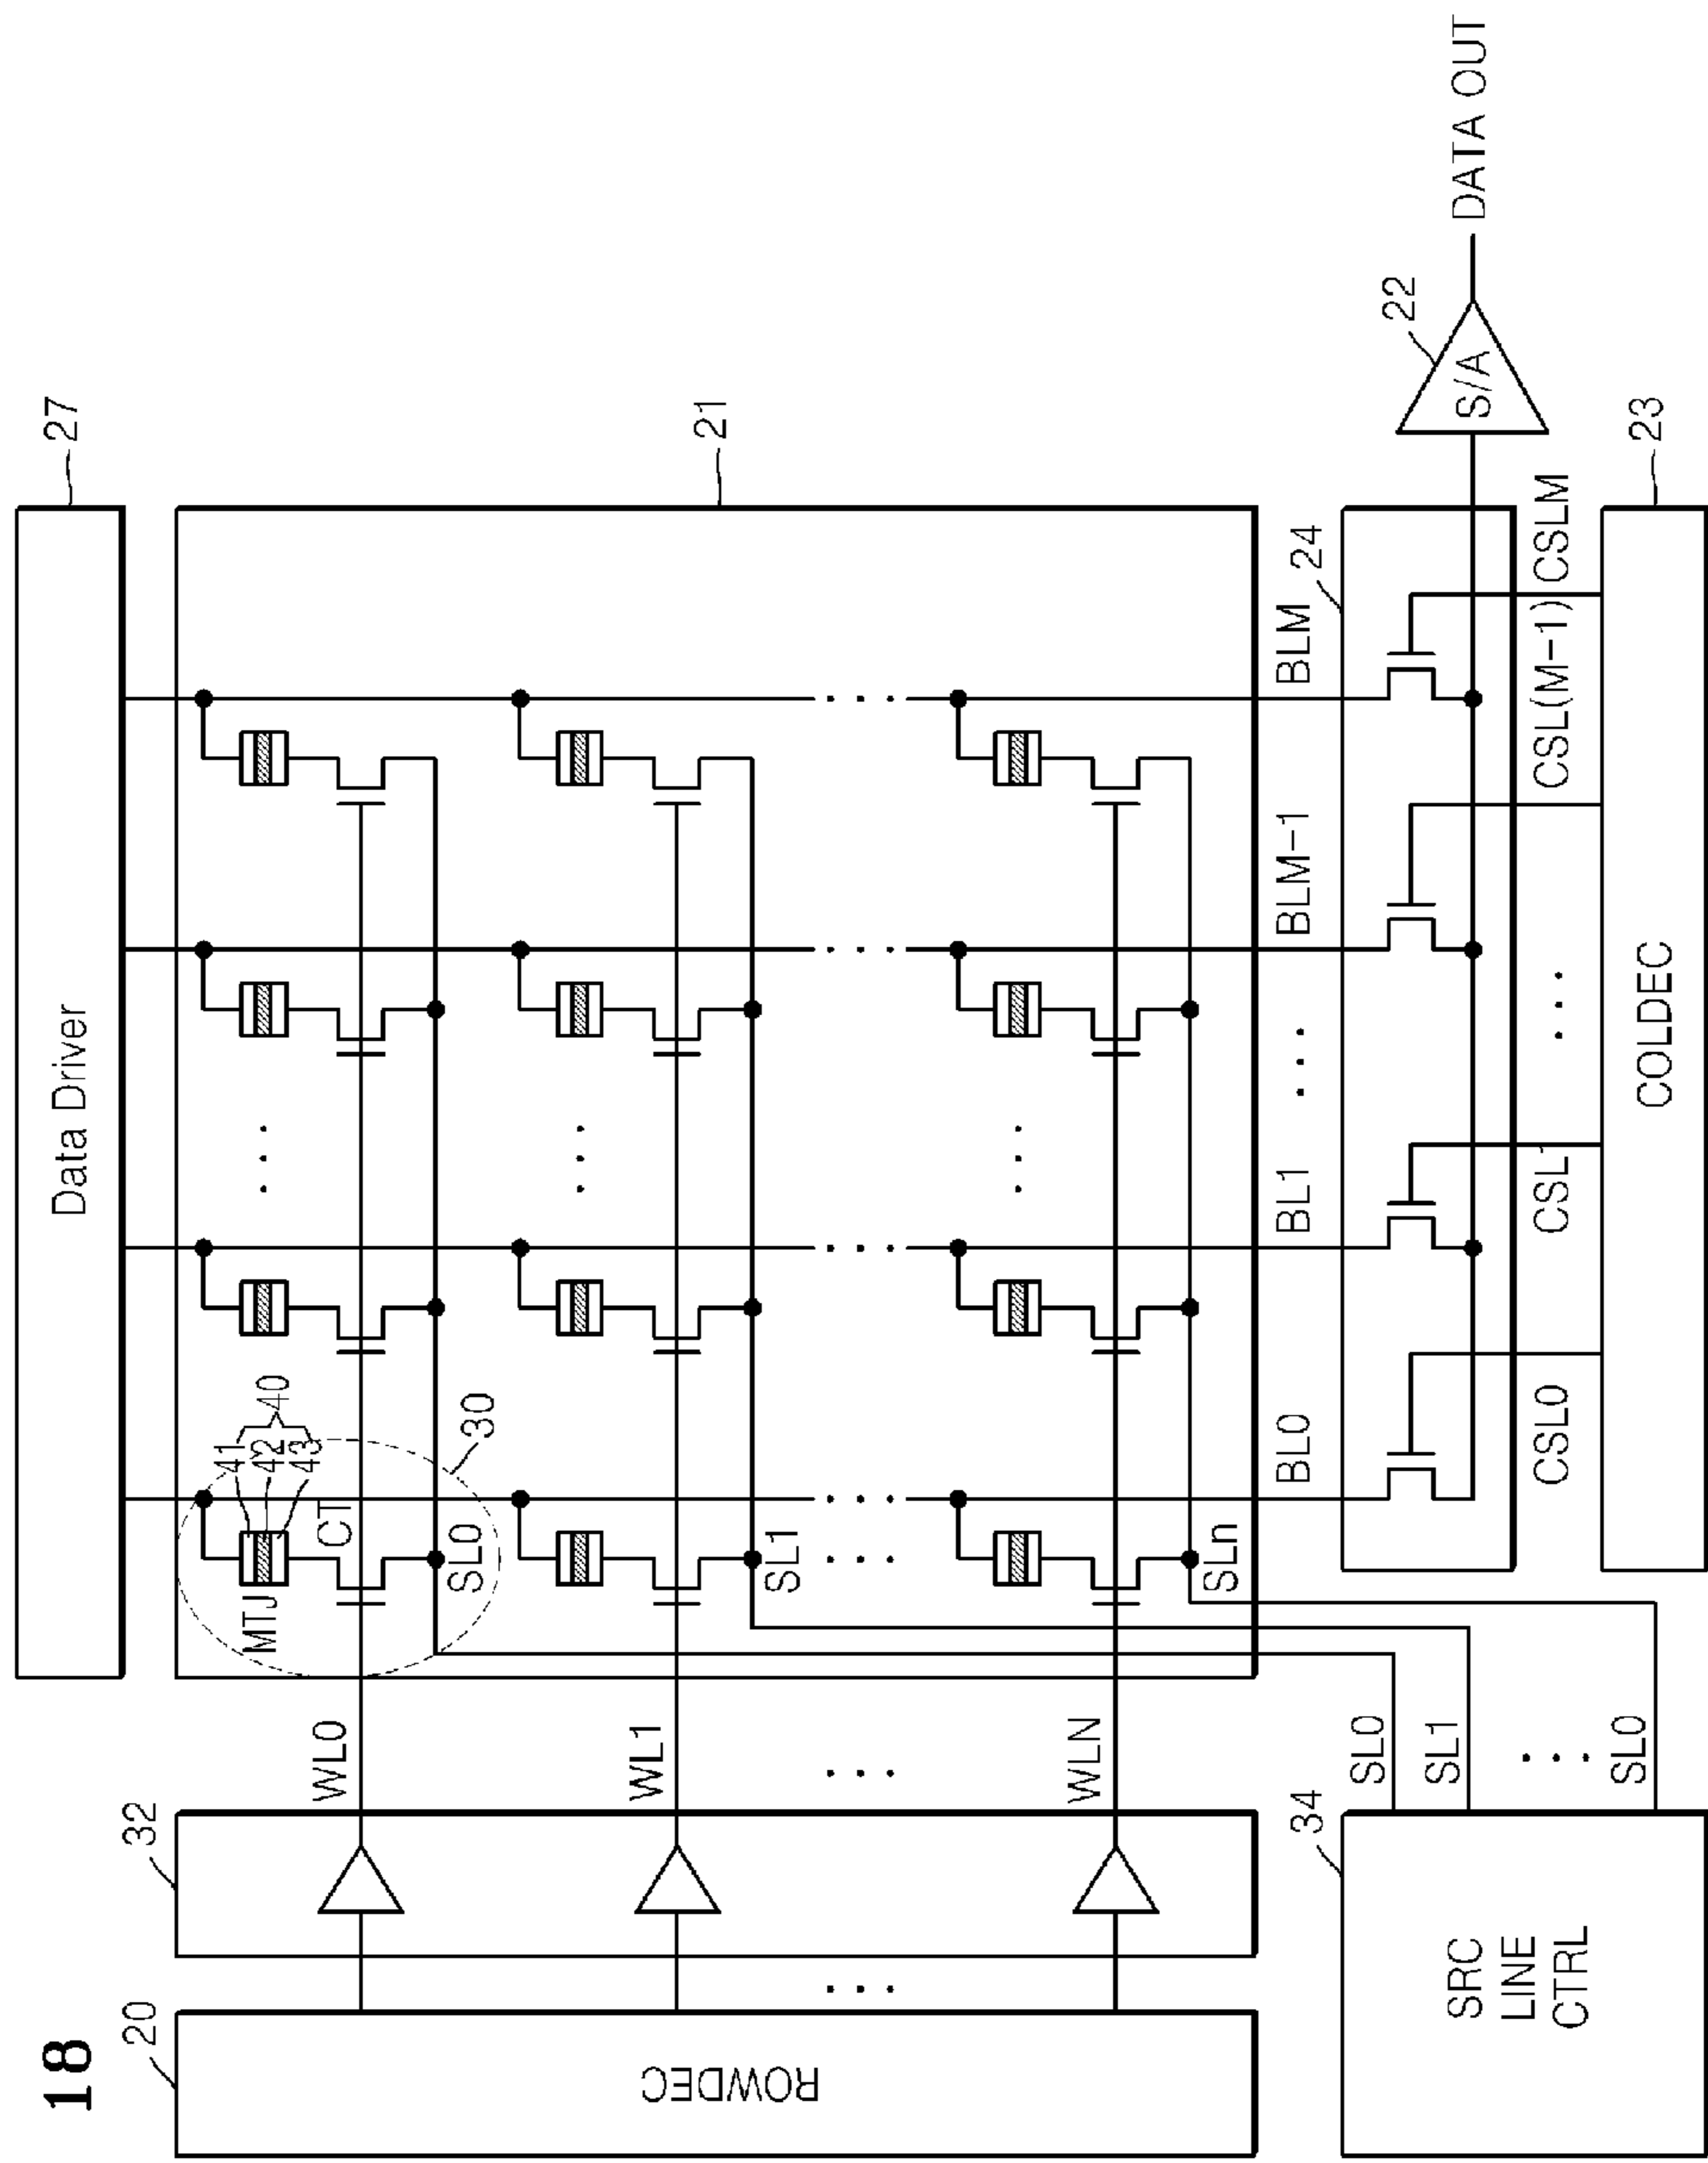 18
27
Data Driver
20
ROWDEC
32
WL0
WL1
...
WLN
...
21
MTJ
41
42
43
40
CT
30
SL0
SL1
...
SLn
...
BL0
BL1
...
BLM-1
BLM
24
34
SRC
LINE
CTRL
SL0
SL1
...
SL0
CSL0
CSL1
...
CSL(M-1)
CSLM
COLDEC
23
22
S/A
DATA OUT